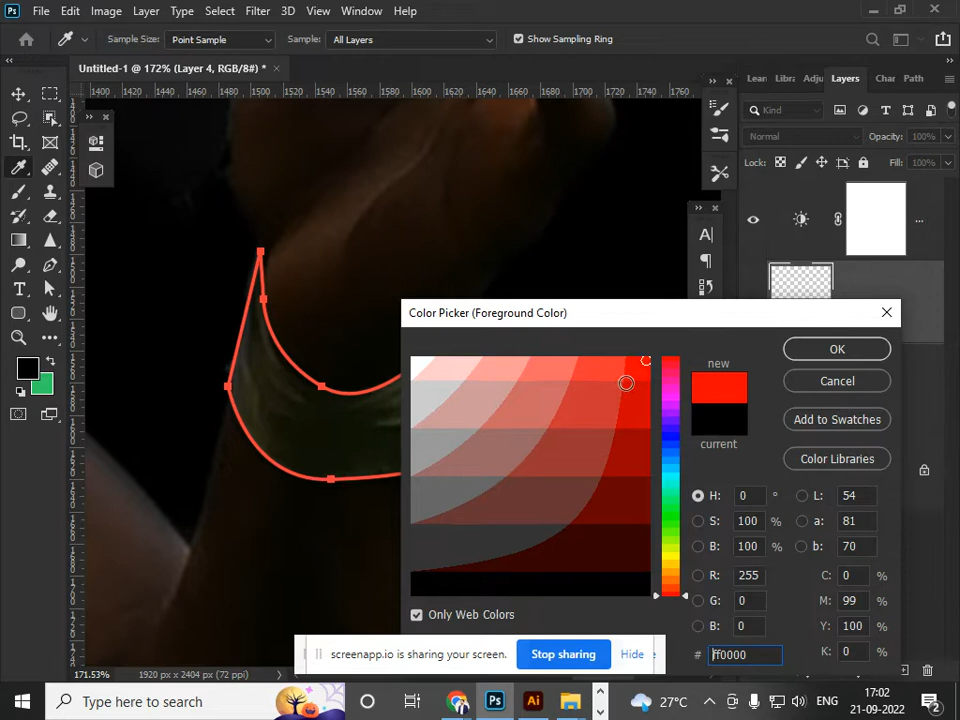 Ps File Edit Image Layer Type Select Filter 3D View Window Help
Sample Size: Point Sample Sample: All Layers Show Sampling Ring
Untitled-1 @ 172% (Layer 4, RGB/8#) *
Lear Libra Adju Layers Char Path
1400 1420 1440 1460 1480 1500 1520 1540 1560 1580 1600 1620 1640 1660 1680 1700 1720 1740 1760
Kind
Normal Opacity: 100%
Lock: Fill: 100%
Color Picker (Foreground Color)
OK
new
Cancel
Add to Swatches
current
Color Libraries
H: 0 ° L: 54
S: 100 % a: 81
B: 100 % b: 70
R: 255 C: 0 %
G: 0 M: 99 %
Only Web Colors
B: 0 Y: 100 %
# ff0000 K: 0 %
screenapp.io is sharing your screen. Stop sharing Hide
171.53% 1920 px x 2404 px (72 ppi)
Type here to search
27°C ENG 17:02
21-09-2022 2